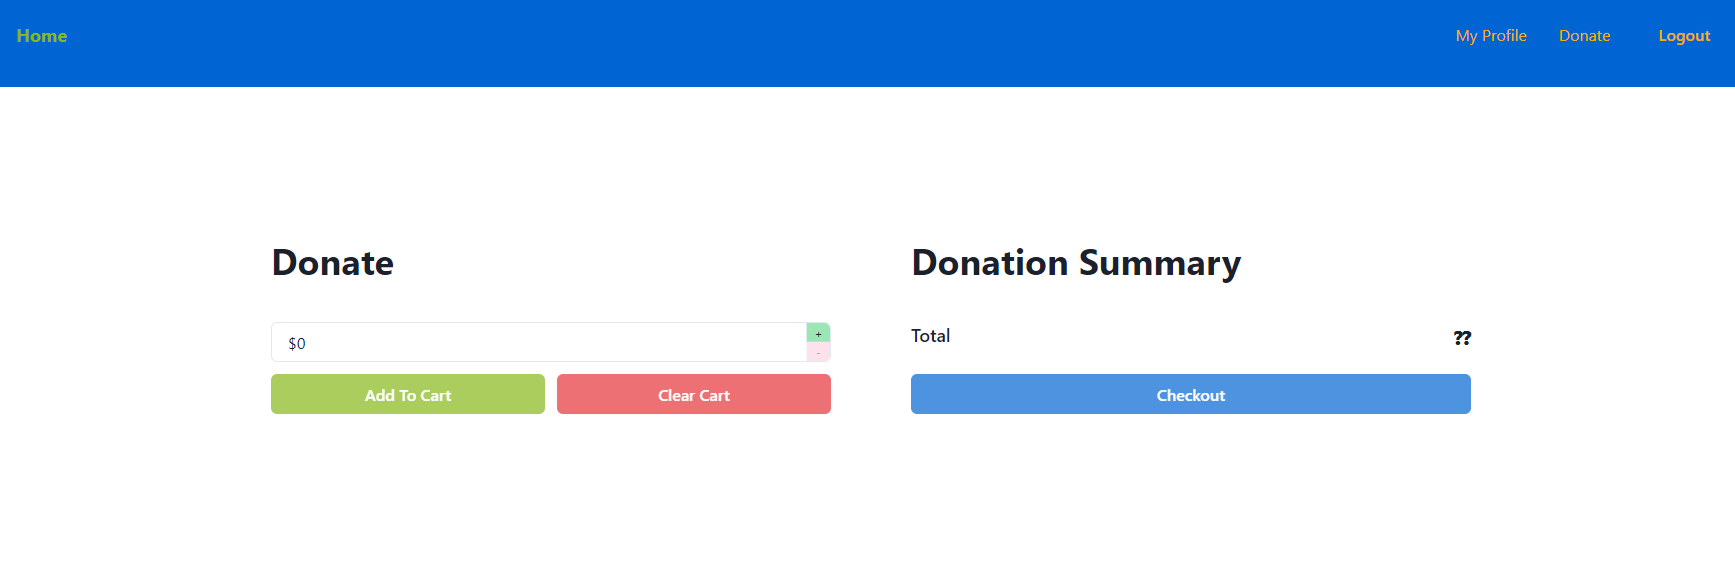 Home
My Profile Donate Logout
Donate
$0
+
-
Add To Cart Clear Cart
Donation Summary
Total ??
Checkout